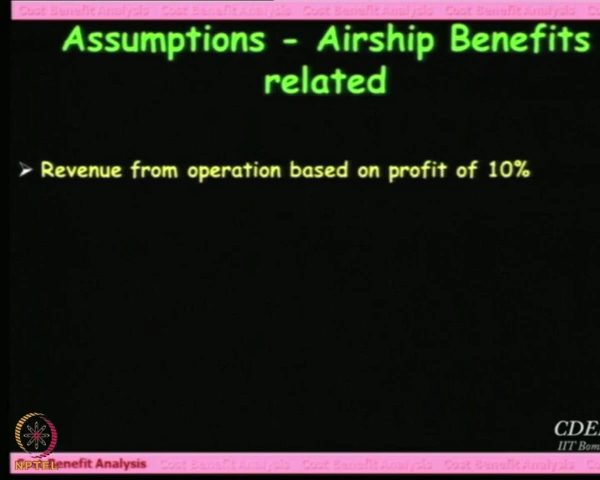 Cost Benefit Analysis Cost Benefit Analysis Cost Benefit Analysis Cost Benefit Analysis
Assumptions - Airship Benefits
related
➢ Revenue from operation based on profit of 10%
CDE
IIT Bom
NPTEL
Benefit Analysis Cost Benefit Analysis Cost Benefit Analysis Cost Benefit Analysis